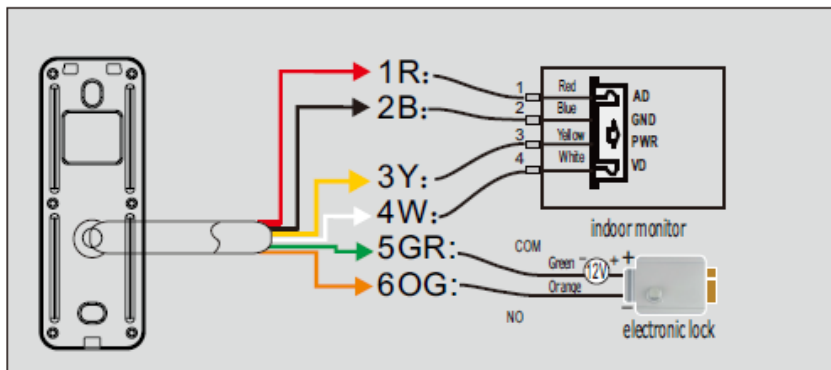 1R:
2B:
3Y:
4W:
5GR:
6OG:
1 Red AD
2 Blue GND
3 Yellow PWR
4 White VD
indoor monitor
COM
Green - 12V + +
Orange -
NO
electronic lock